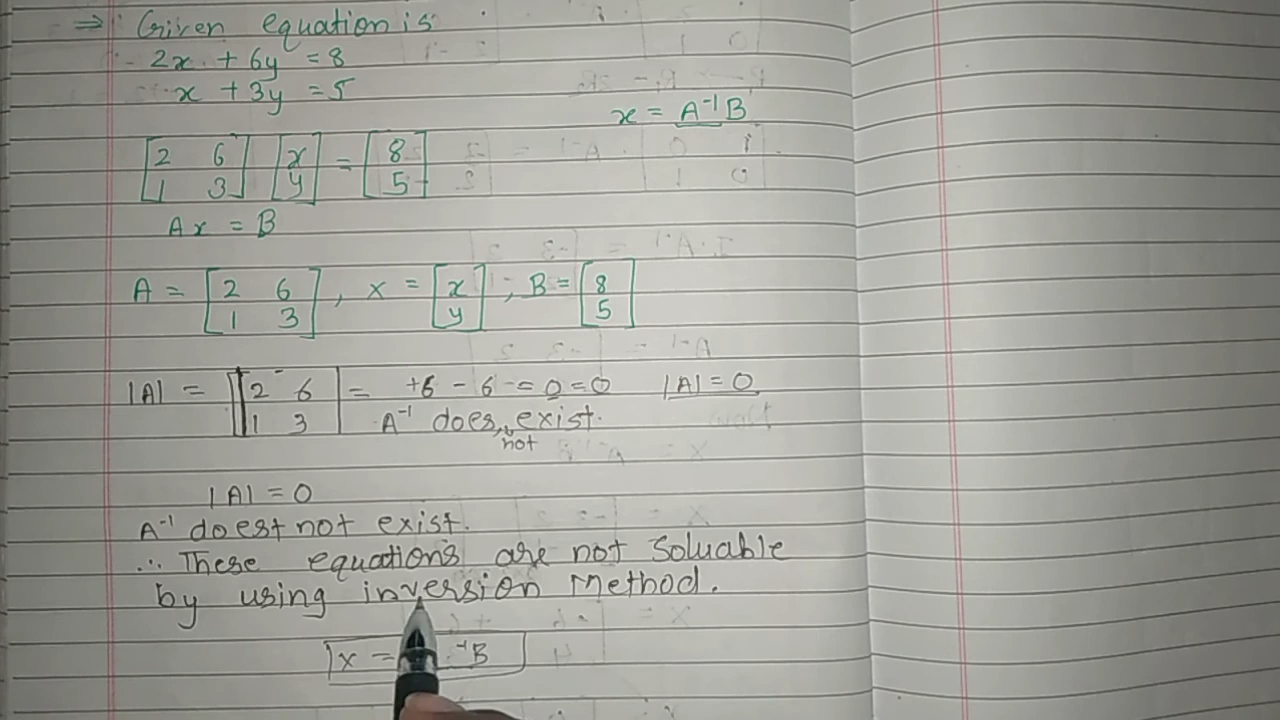 ⇒ Given equation is
2x + 6y = 8
x + 3y = 5
x = A⁻¹B
[2 6] [x] = [8]
[1 3] [y] [5]
Ax = B
A = [2 6], x = [x]; B = [8]
[1 3] [y] [5]
|A| = |2 6| = +6 - 6 = 0 = 0 |A| = 0
|1 3| A⁻¹ does not exist.
|A| = 0
A⁻¹ doest not exist.
∴ These equations are not soluable
by using inversion Method.
x = ⁻¹B